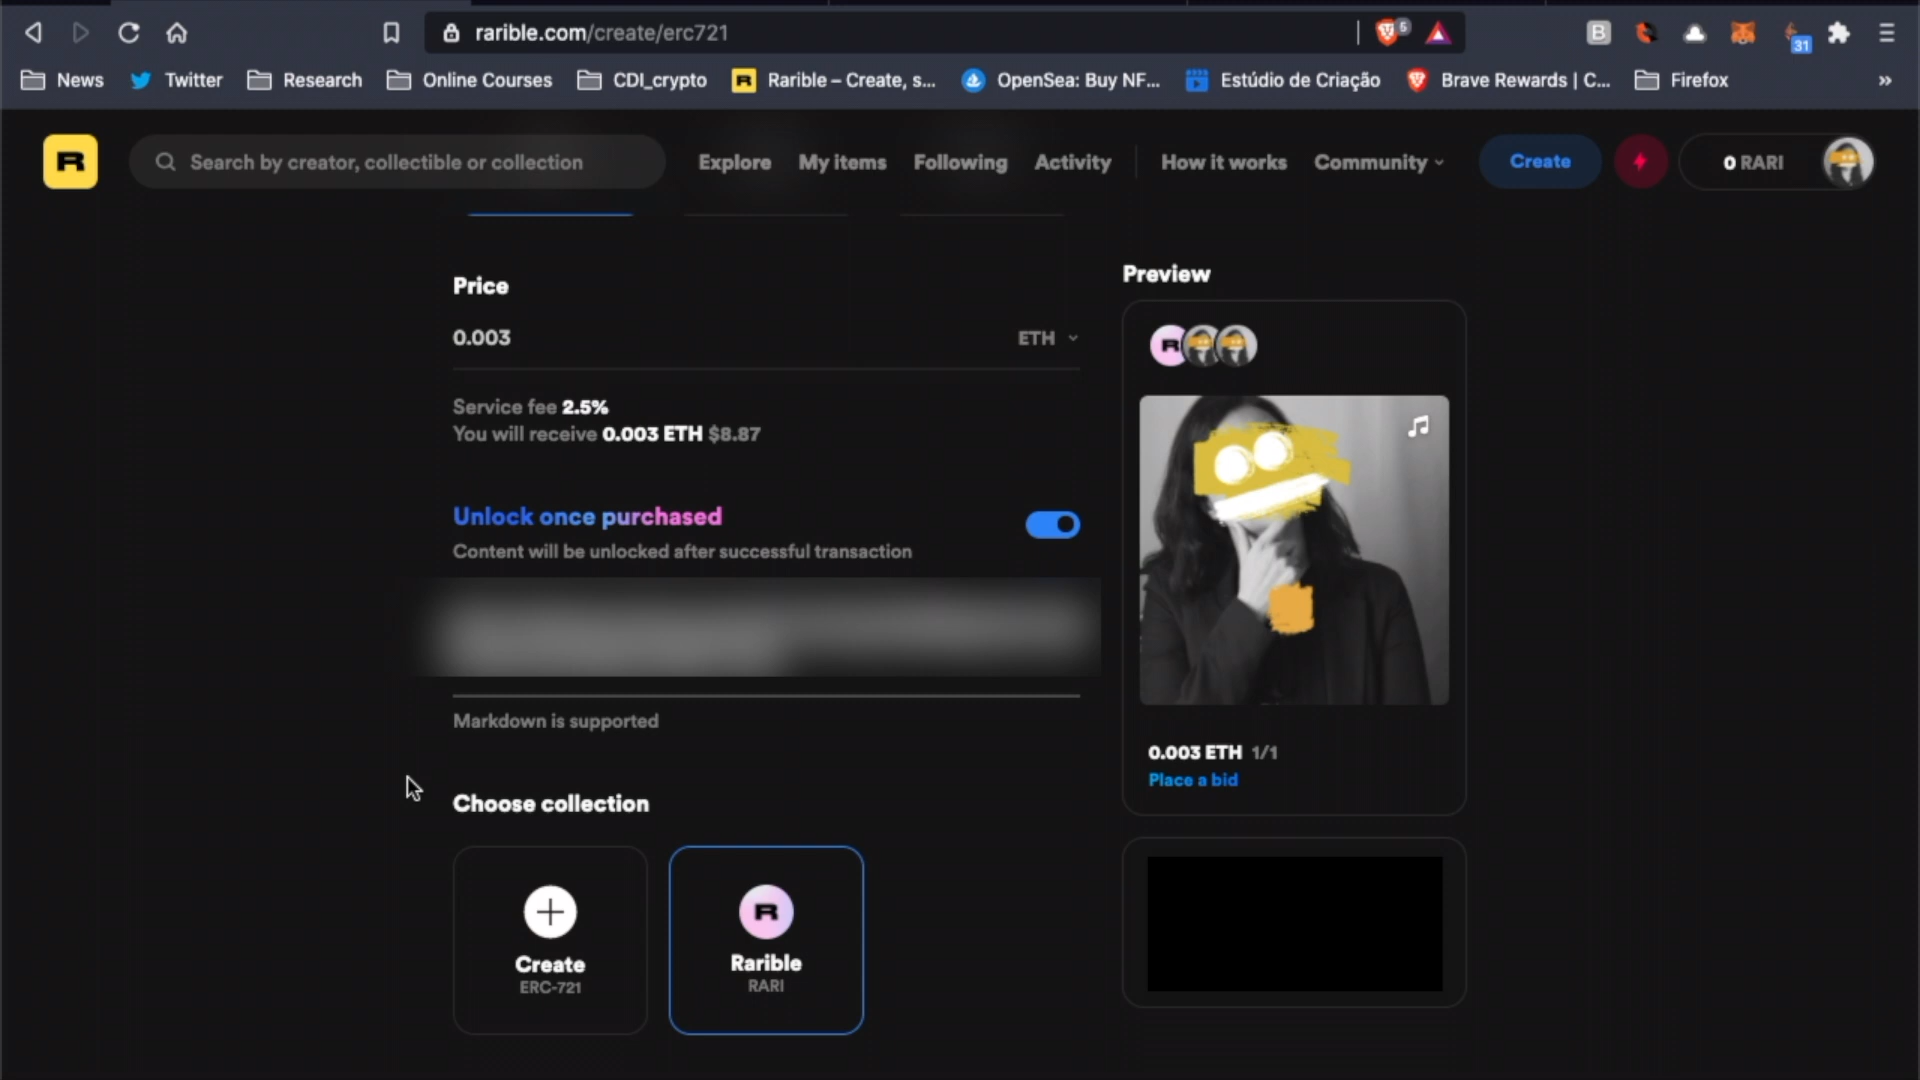 rarible.com/create/erc721
5
B
31
News
Twitter
Research
Online Courses
CDI_crypto
R
Rarible – Create, s...
OpenSea: Buy NF...
Estúdio de Criação
Brave Rewards | C...
Firefox
»
R
Search by creator, collectible or collection
Explore
My items
Following
Activity
How it works
Community
Create
0 RARI
Price
0.003
ETH
Service fee 2.5%
You will receive 0.003 ETH $8.87
Unlock once purchased
Content will be unlocked after successful transaction
Markdown is supported
Choose collection
Create
ERC-721
R
Rarible
RARI
Preview
R
0.003 ETH 1/1
Place a bid